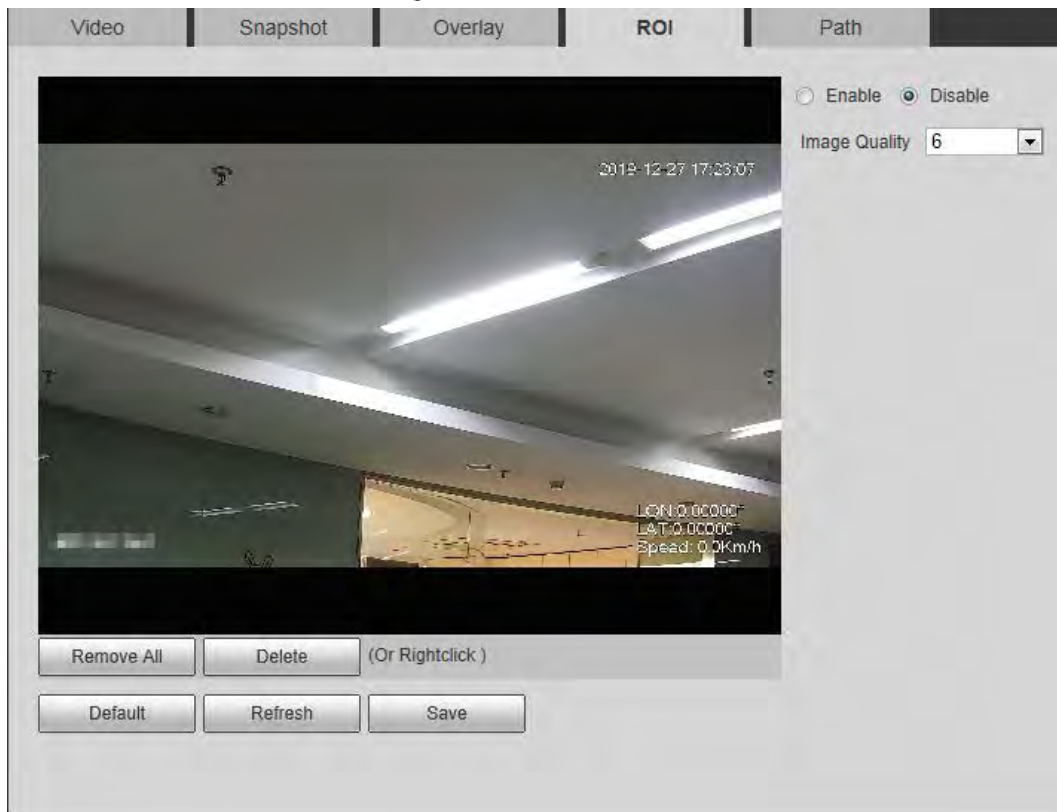 Video
Snapshot
Overlay
ROI
Path
Enable
Disable
Image Quality
6
2019-12-27 17:23:07
LON:0.00000°
LAT:0.00000°
Speed: 0.0Km/h
Remove All
Delete
(Or Rightclick )
Default
Refresh
Save